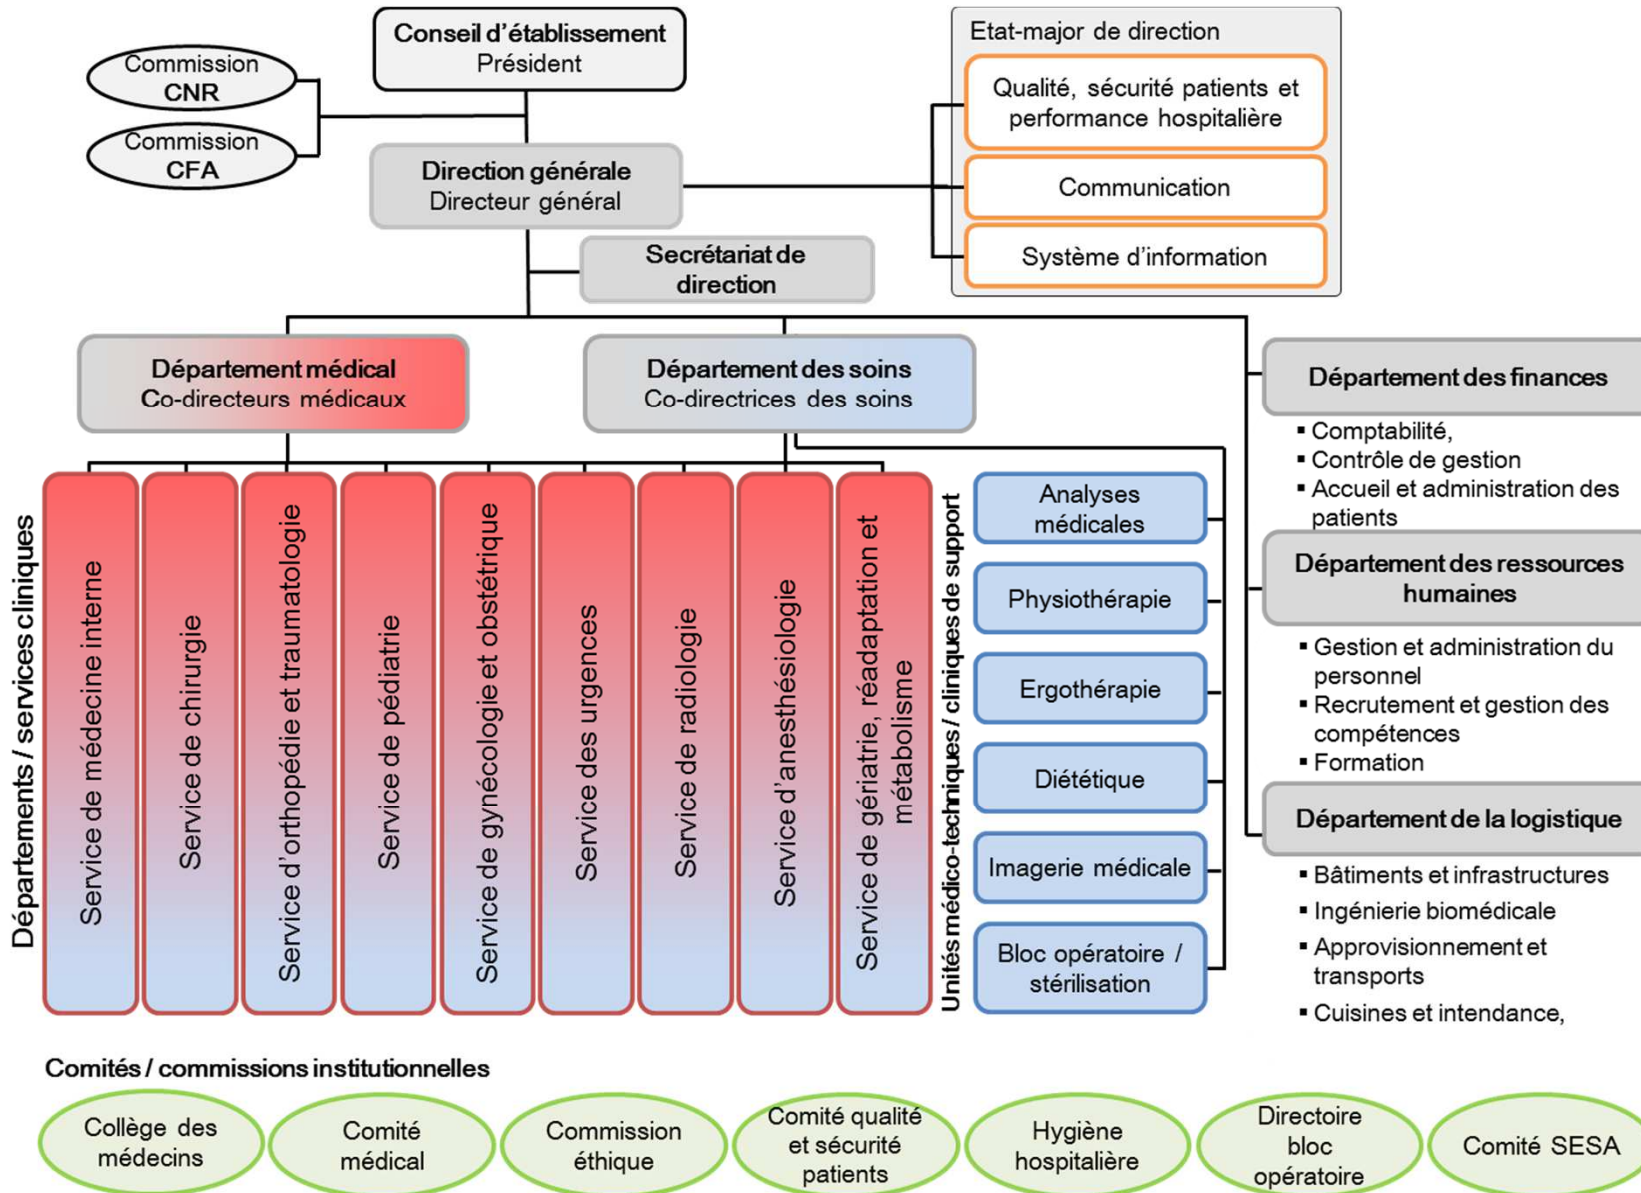 Conseil d'établissement
Président
Commission
CNR
Commission
CFA
Direction générale
Directeur général
Secrétariat de
direction
Etat-major de direction
Qualité, sécurité patients et
performance hospitalière
Communication
Système d'information
Département médical
Co-directeurs médicaux
Département des soins
Co-directrices des soins
Départements / services cliniques
Service de médecine interne
Service de chirurgie
Service d'orthopédie et traumatologie
Service de pédiatrie
Service de gynécologie et obstétrique
Service des urgences
Service de radiologie
Service d'anesthésiologie
Service de gériatrie, réadaptation et
métabolisme
Unités médico-techniques / cliniques de support
Analyses
médicales
Physiothérapie
Ergothérapie
Diététique
Imagerie médicale
Bloc opératoire /
stérilisation
Département des finances
▪ Comptabilité,
▪ Contrôle de gestion
▪ Accueil et administration des
patients
Département des ressources
humaines
▪ Gestion et administration du
personnel
▪ Recrutement et gestion des
compétences
▪ Formation
Département de la logistique
▪ Bâtiments et infrastructures
▪ Ingénierie biomédicale
▪ Approvisionnement et
transports
▪ Cuisines et intendance,
Comités / commissions institutionnelles
Collège des
médecins
Comité
médical
Commission
éthique
Comité qualité
et sécurité
patients
Hygiène
hospitalière
Directoire
bloc
opératoire
Comité SESA